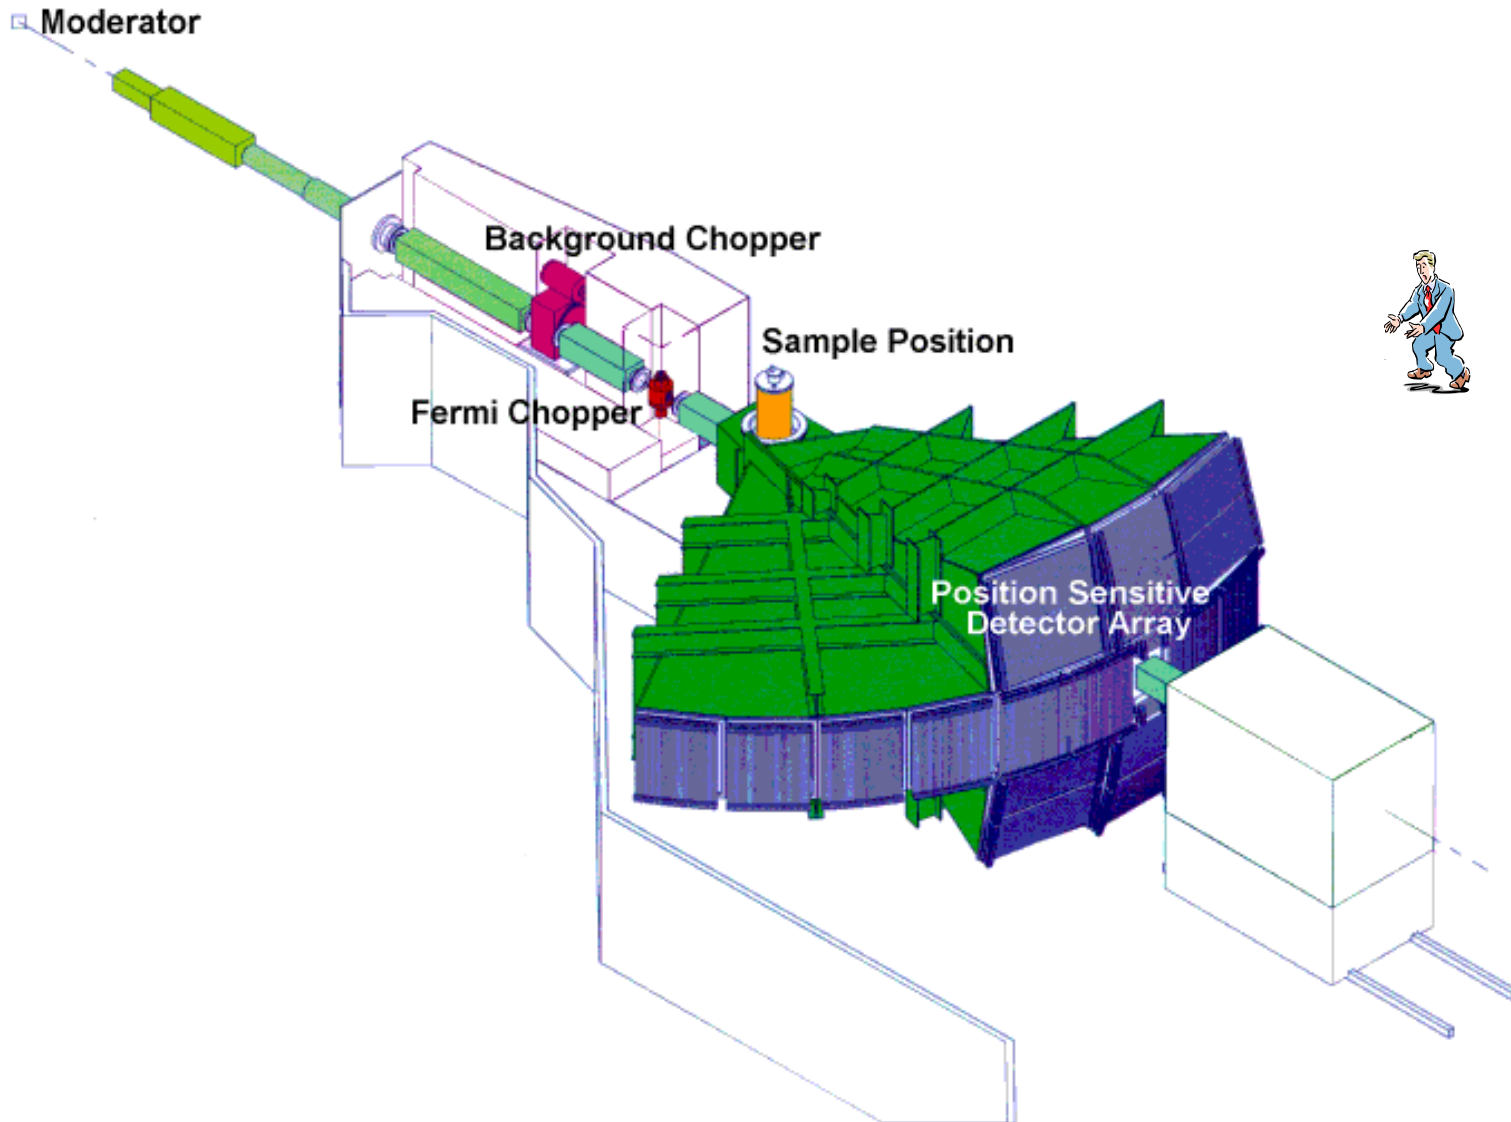 Moderator
Background Chopper
Sample Position
Fermi Chopper
Position Sensitive
Detector Array